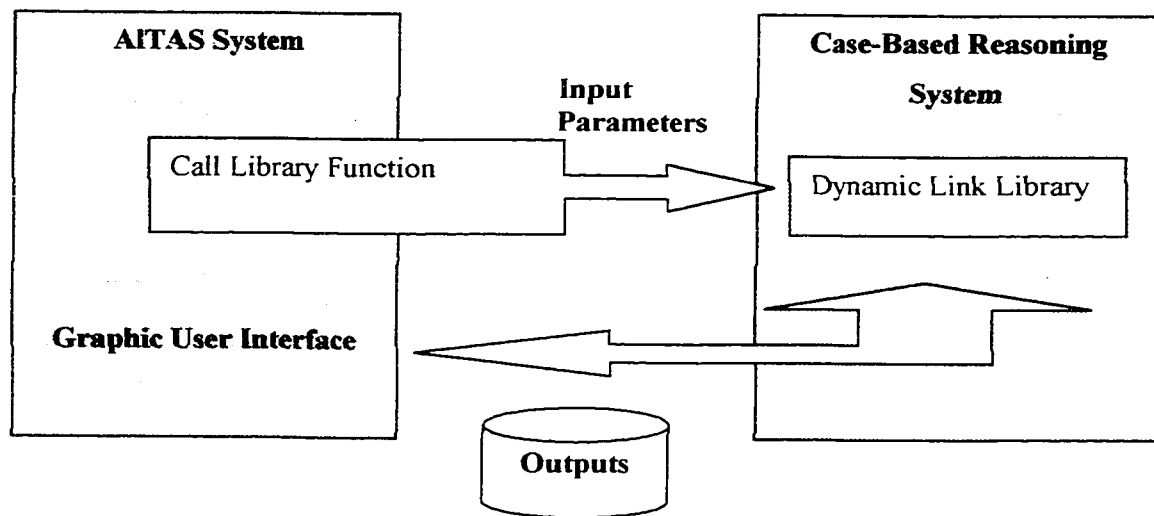 AITAS System
Case-Based Reasoning
System
Input
Parameters
Call Library Function
Dynamic Link Library
Graphic User Interface
Outputs